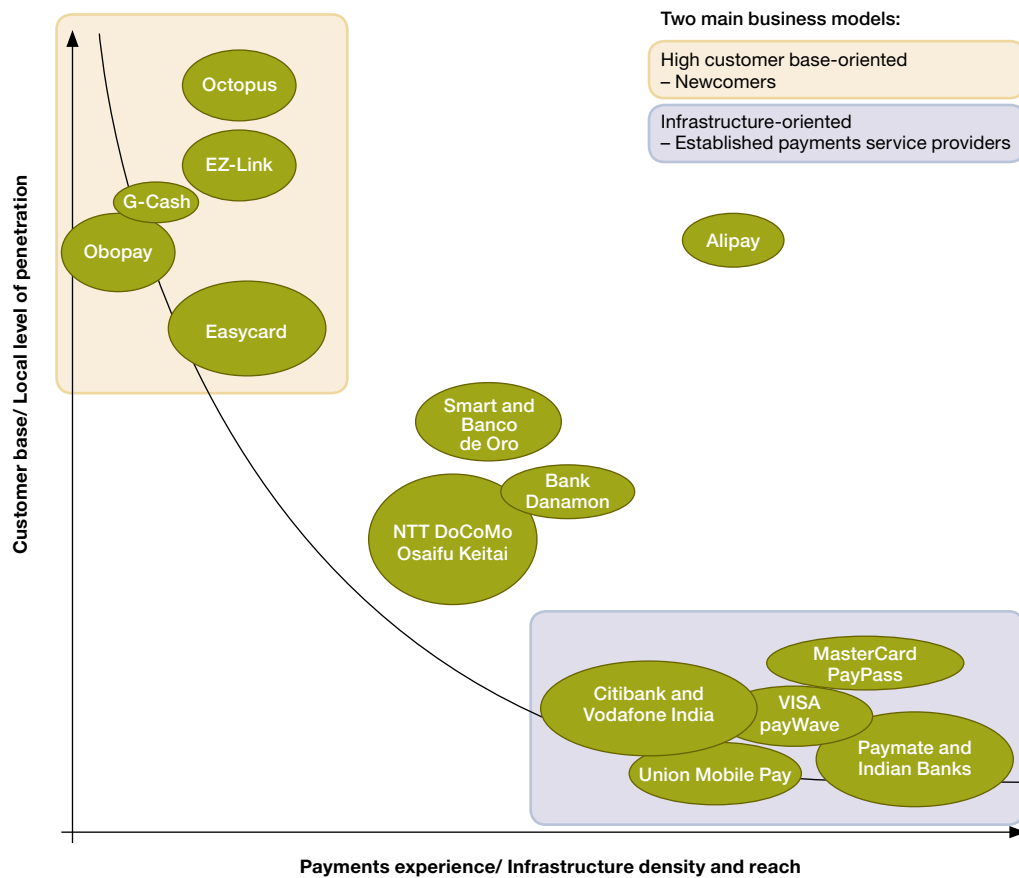 Two main business models:
High customer base-oriented
– Newcomers
Infrastructure-oriented
– Established payments service providers
Customer base/ Local level of penetration
Octopus
EZ-Link
G-Cash
Obopay
Easycard
Alipay
Smart and
Banco
de Oro
Bank
Danamon
NTT DoCoMo
Osaifu Keitai
MasterCard
PayPass
Citibank and
Vodafone India
VISA
payWave
Paymate and
Indian Banks
Union Mobile Pay
Payments experience/ Infrastructure density and reach